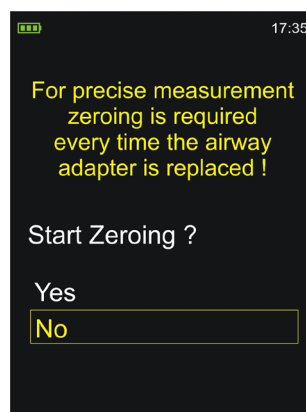 17:35
For precise measurement
zeroing is required
every time the airway
adapter is replaced !
Start Zeroing ?
Yes
No